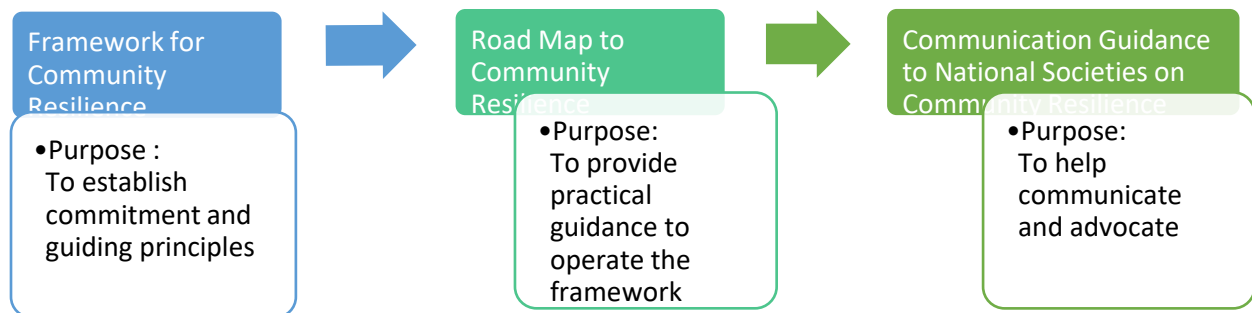 Framework for
Community
Resilience
•Purpose :
To establish
commitment and
guiding principles
Road Map to
Community
Resilience
•Purpose:
To provide
practical
guidance to
operate the
framework
Communication Guidance
to National Societies on
Community Resilience
•Purpose:
To help
communicate
and advocate